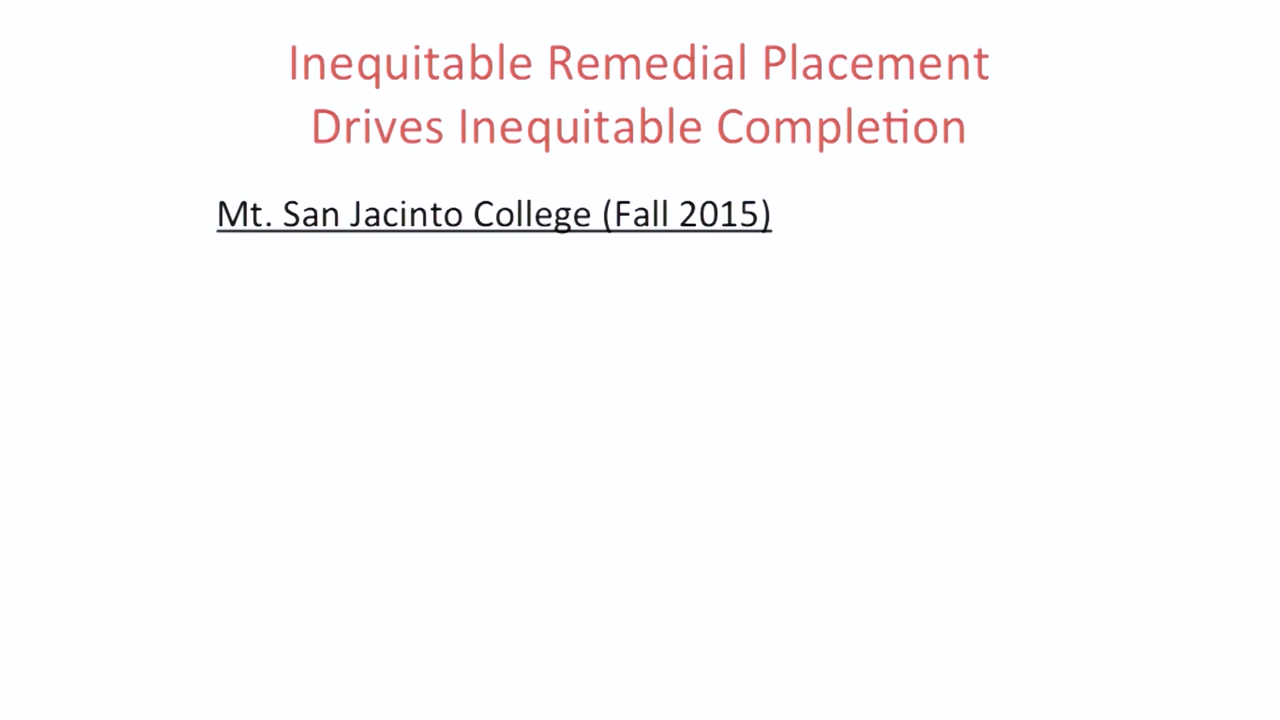 Inequitable Remedial Placement
Drives Inequitable Completion
Mt. San Jacinto College (Fall 2015)